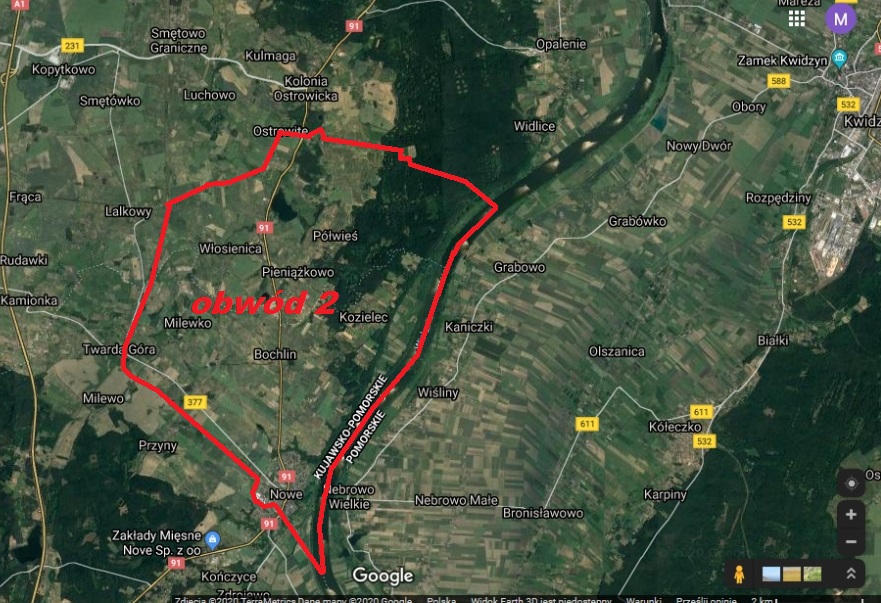 A1
91
Mareza
M
Smętowo
Graniczne
231
Opalenie
Kulmaga
Zamek Kwidzyn
Kopytkowo
588
Kolonia
Ostrowicka
Luchowo
Smętówko
Obory
532
Kwidz
Widlice
Ostrowite
Nowy Dwór
Frąca
Rozpędziny
Lalkowy
532
Grabówko
91
Półwieś
Włosienica
Rudawki
Grabowo
Pieniążkowo
Kamionka
obwód 2
Milewko
Kozielec
Kaniczki
Białki
Twarda Góra
Bochlin
Olszanica
Milewo
377
Wiśliny
KUJAWSKO-POMORSKIE
POMORSKIE
611
611
Kółeczko
532
Przyny
91
Nowe
Nebrowo
Wielkie
Nebrowo Małe
Karpiny
Bronisławowo
91
Zakłady Mięsne
Nove Sp. z oo
91
Kończyce
Zdrojewo
Google
Zdjęcia ©2020 TerraMetrics Dane mapy ©2020 Google Polska Widok Earth 3D jest niedostępny Warunki Prześlij opinię 2 km